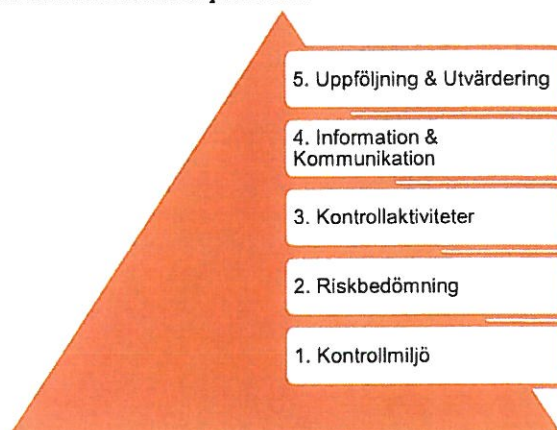 5. Uppföljning & Utvärdering
4. Information &
Kommunikation
3. Kontrollaktiviteter
2. Riskbedömning
1. Kontrollmiljö